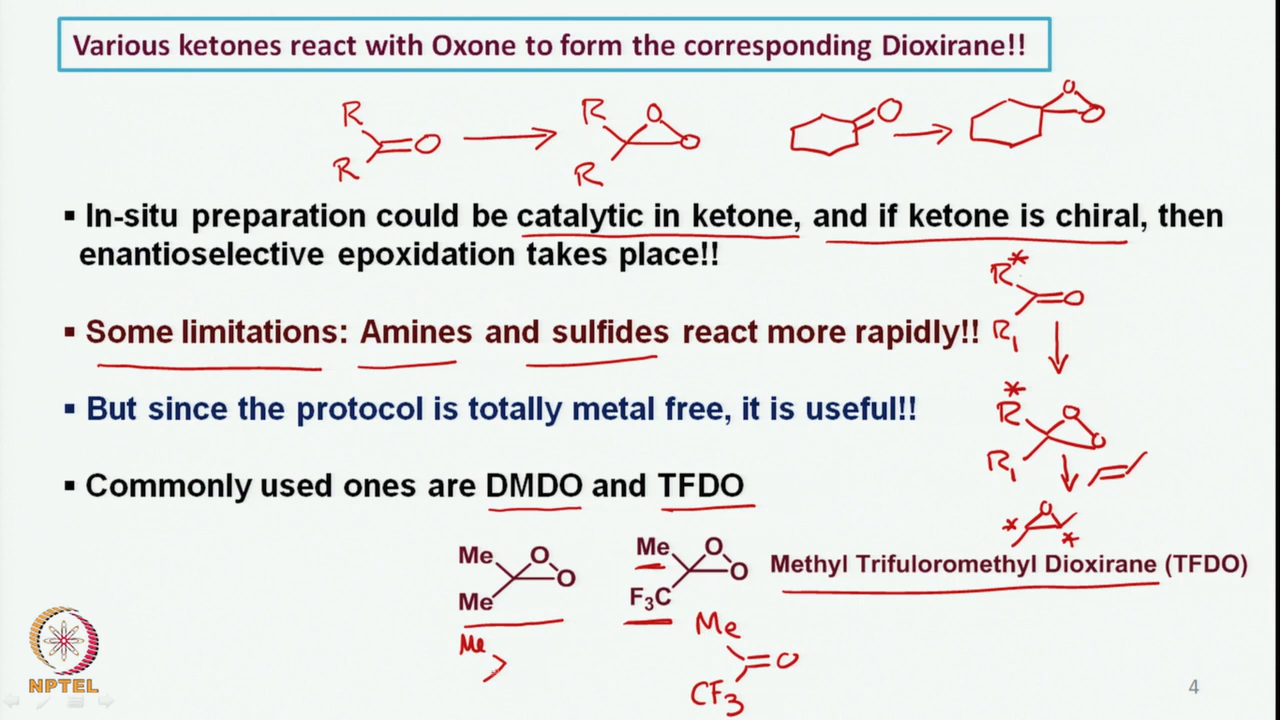 Various ketones react with Oxone to form the corresponding Dioxirane!!
R
R
O
R
R
O
O
O
O
O
▪ In-situ preparation could be catalytic in ketone, and if ketone is chiral, then
enantioselective epoxidation takes place!!
R*
R1
O
▪ Some limitations: Amines and sulfides react more rapidly!!
▪ But since the protocol is totally metal free, it is useful!!
*
R
R1
O
O
▪ Commonly used ones are DMDO and TFDO
O
*
*
Me
Me
O
O
Me
F3C
O
O
Methyl Trifuloromethyl Dioxirane (TFDO)
Me
Me
CF3
O
NPTEL
4